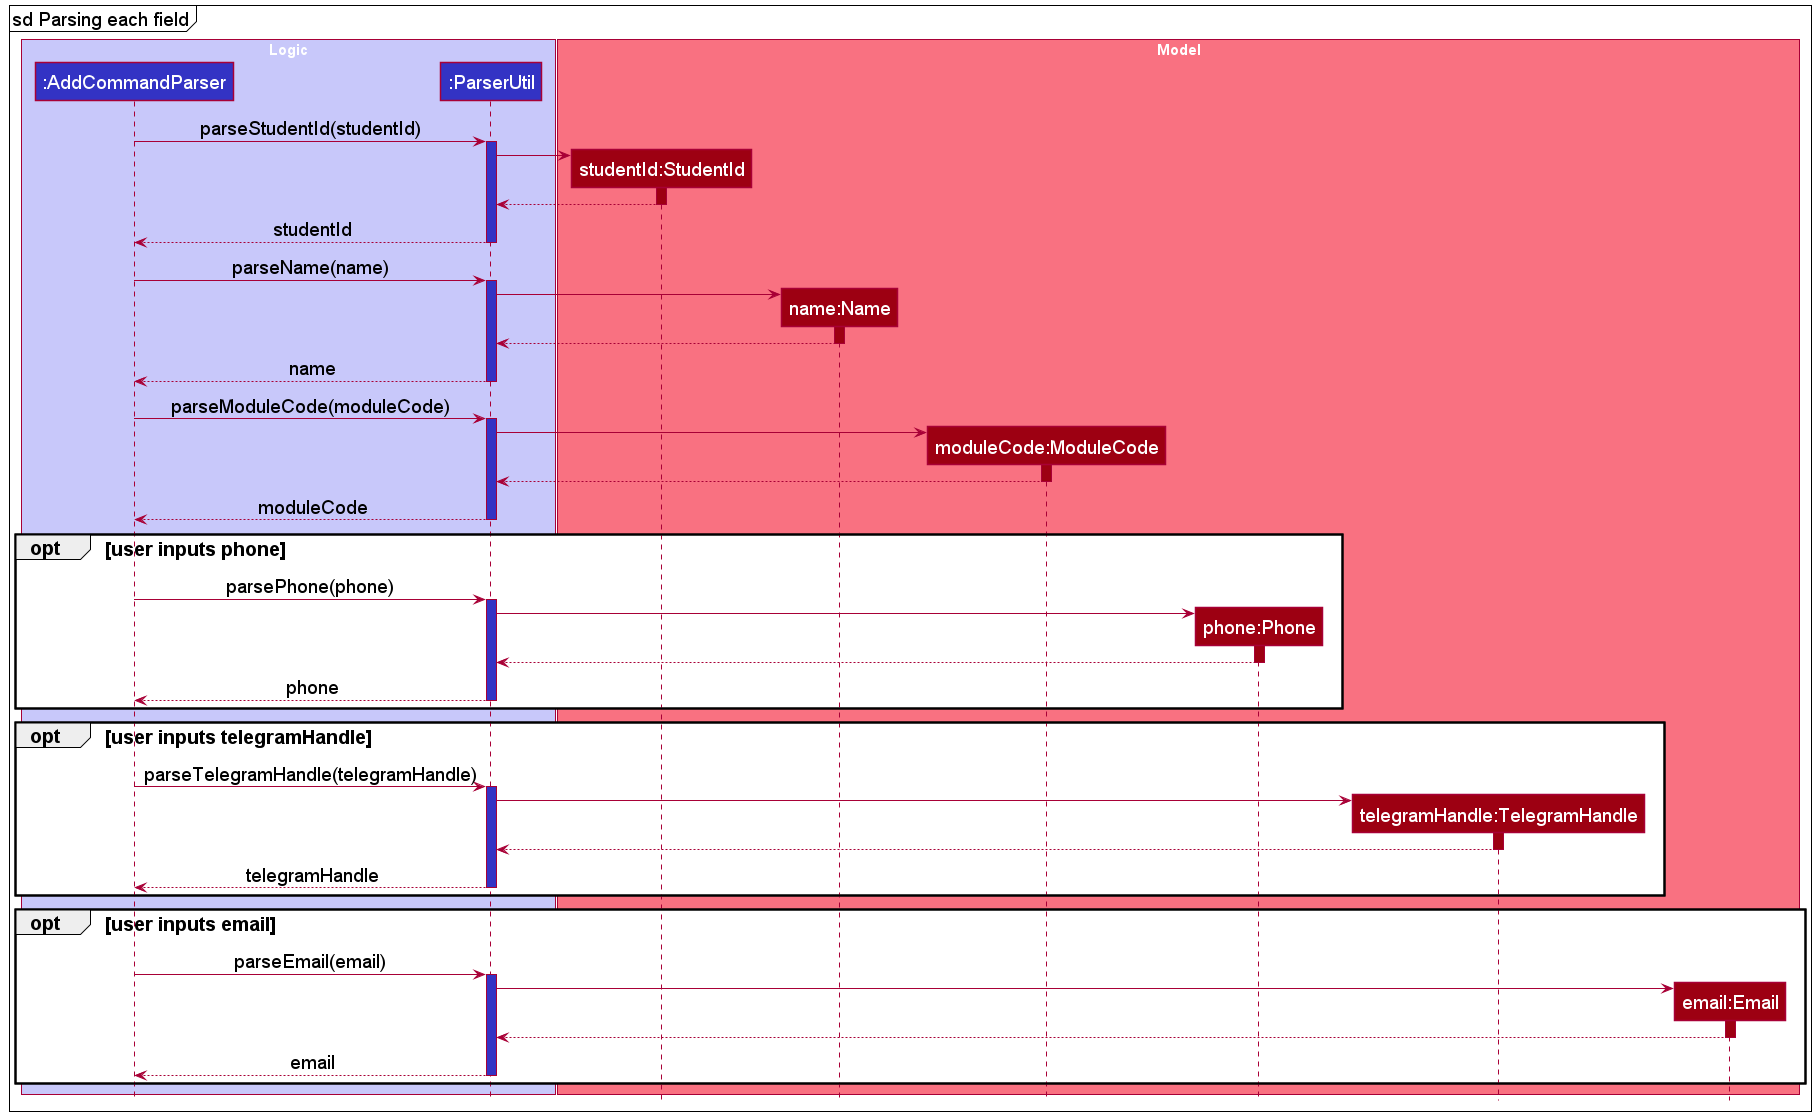 sd Parsing each field
Logic
Model
:AddCommandParser
:ParserUtil
parseStudentId(studentId)
studentId:StudentId
studentId
parseName(name)
name:Name
name
parseModuleCode(moduleCode)
moduleCode:ModuleCode
moduleCode
opt
[user inputs phone]
parsePhone(phone)
phone:Phone
phone
opt
[user inputs telegramHandle]
parseTelegramHandle(telegramHandle)
telegramHandle:TelegramHandle
telegramHandle
opt
[user inputs email]
parseEmail(email)
email:Email
email